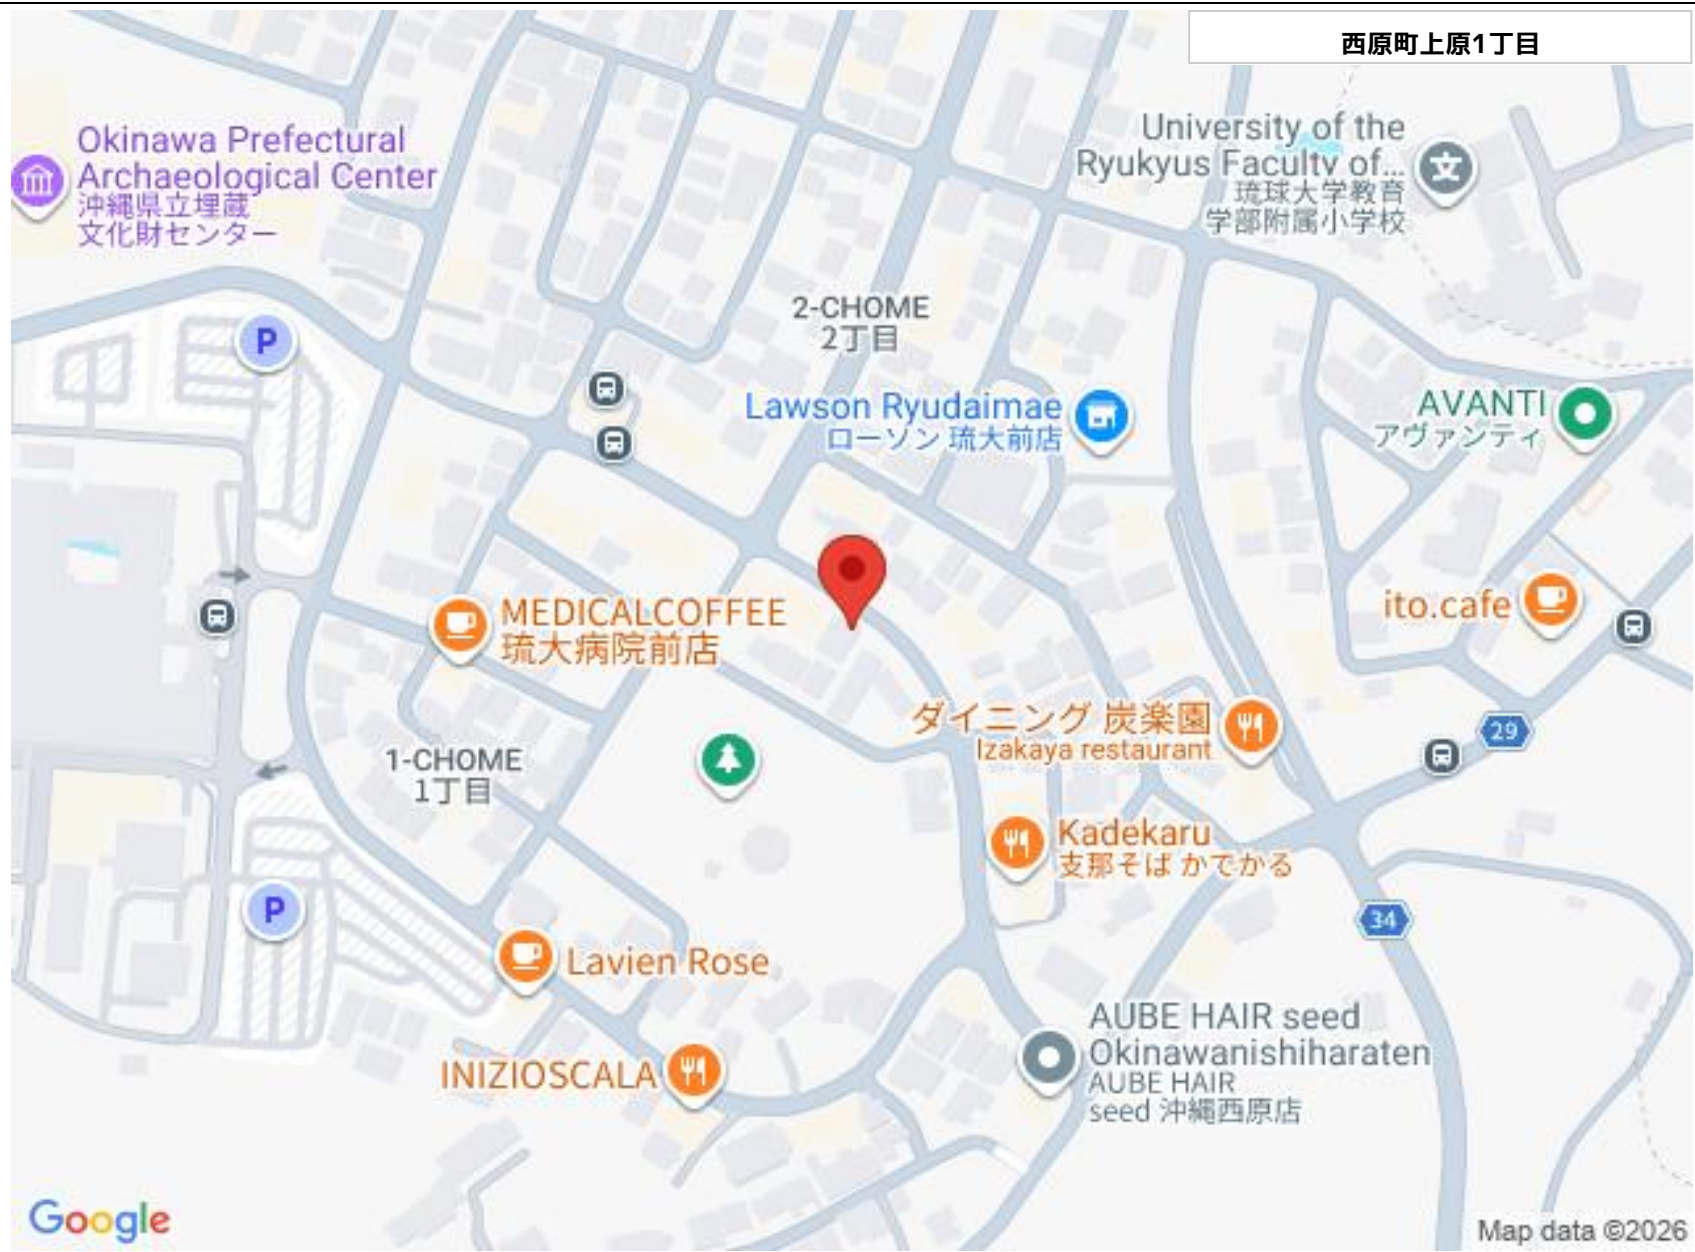 西原町上原1丁目
Okinawa Prefectural
Archaeological Center
沖縄県立埋蔵
文化財センター
University of the
Ryukyus Faculty of...
琉球大学教育
学部附属小学校
P
2-CHOME
2丁目
Lawson Ryudaimae
ローソン 琉大前店
AVANTI
アヴァンティ
MEDICALCOFFEE
琉大病院前店
ito.cafe
ダイニング 炭楽園
Izakaya restaurant
29
1-CHOME
1丁目
Kadekaru
支那そば かでかる
P
34
Lavien Rose
AUBE HAIR seed
Okinawanishiharaten
AUBE HAIR
seed 沖縄西原店
INIZIOSCALA
Google
Map data ©2026